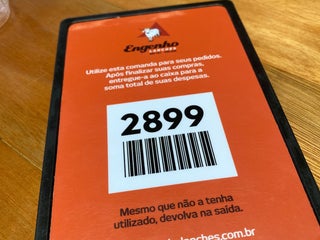 Engenho
LANCHES
Utilize esta comanda para seus pedidos.
Após finalizar suas compras,
entregue-a ao caixa para a
soma total de suas despesas.
2899
Mesmo que não a tenha
utilizado, devolva na saída.
lanches.com.br